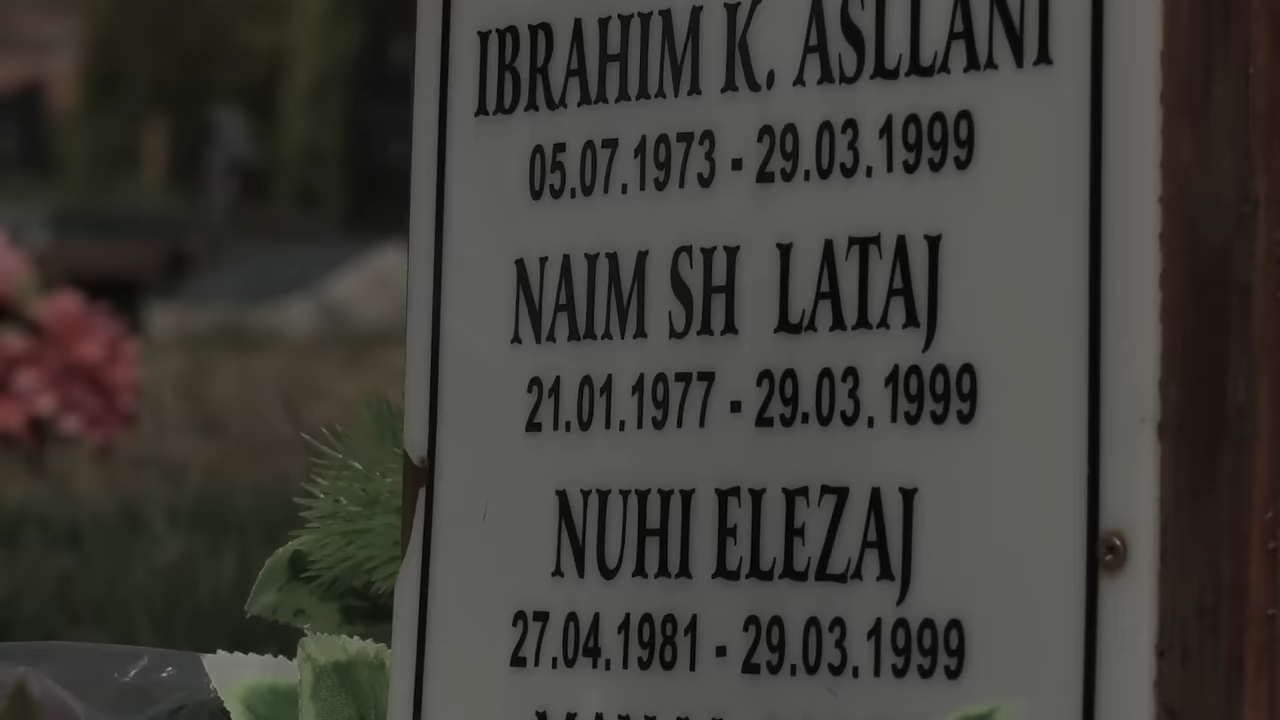 IBRAHIM K. ASLLANI
05.07.1973 - 29.03.1999
NAIM SH LATAJ
21.01.1977 - 29.03.1999
NUHI ELEZAJ
27.04.1981 - 29.03.1999